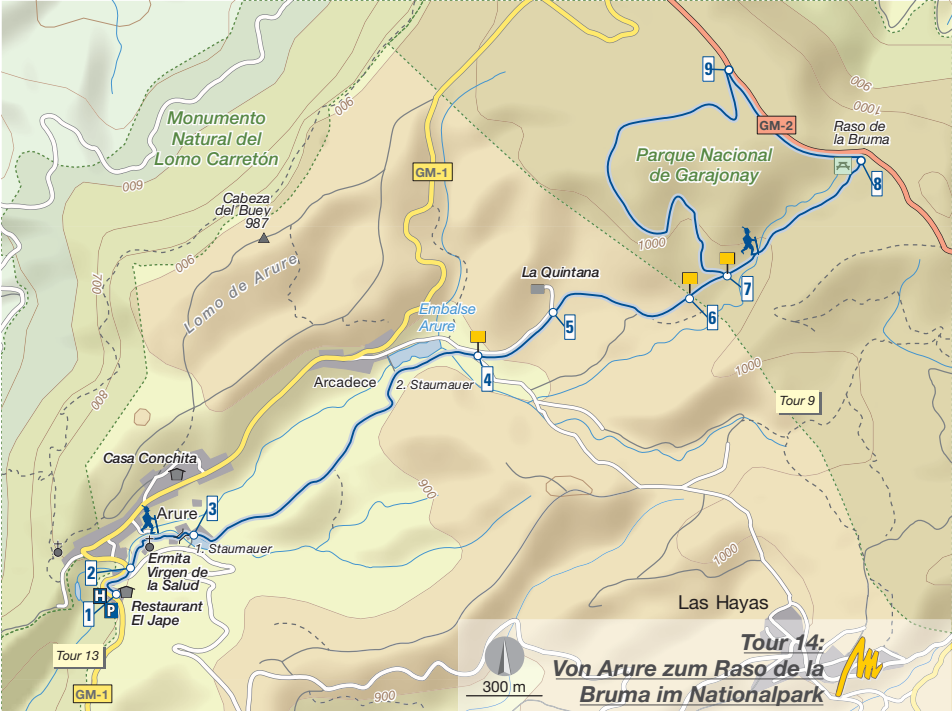 9
900
1000
GM-2
Raso de
la Bruma
900
Monumento
Natural del
Lomo Carretón
Parque Nacional
de Garajonay
GM-1
8
600
Cabeza
del Buey
987
1000
900
Lomo de Arure
La Quintana
700
7
Embalse
Arure
6
5
1000
Arcadece
2. Staumauer
4
800
Tour 9
Casa Conchita
900
Arure
3
1. Staumauer
Ermita
Virgen de
la Salud
1000
2
H
P
1
Restaurant
El Jape
Las Hayas
Tour 13
GM-1
900
300 m
Tour 14:
Von Arure zum Raso de la
Bruma im Nationalpark